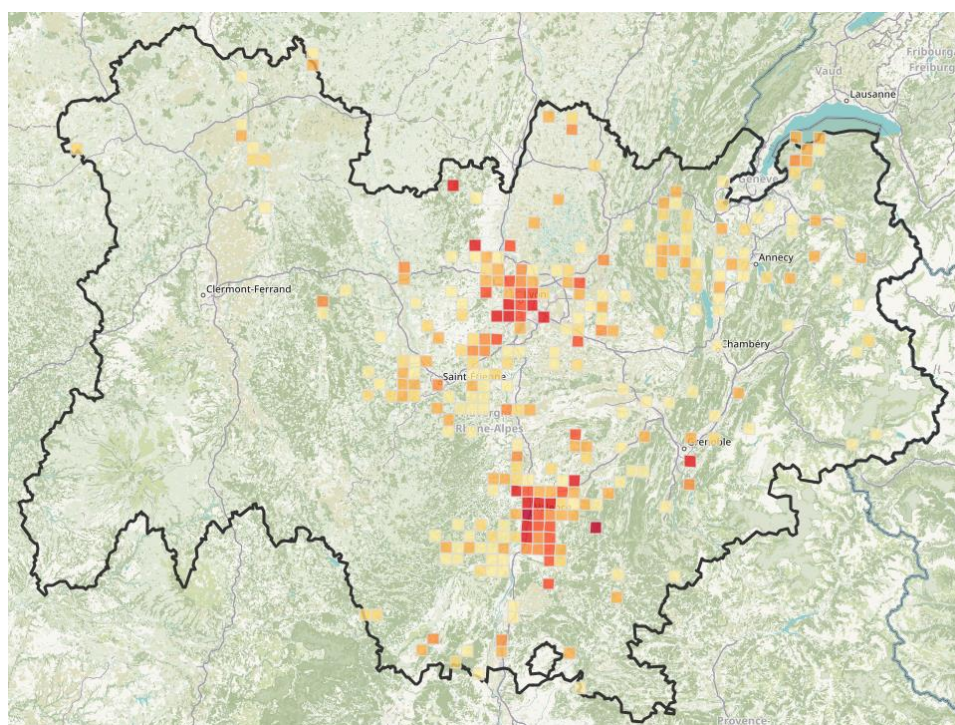 Fribourg
Freiburg
Vaud
Lausanne
Genève
Annecy
Clermont-Ferrand
Chambéry
Saint-Étienne
Rhône-Alpes
Grenoble
Provence-